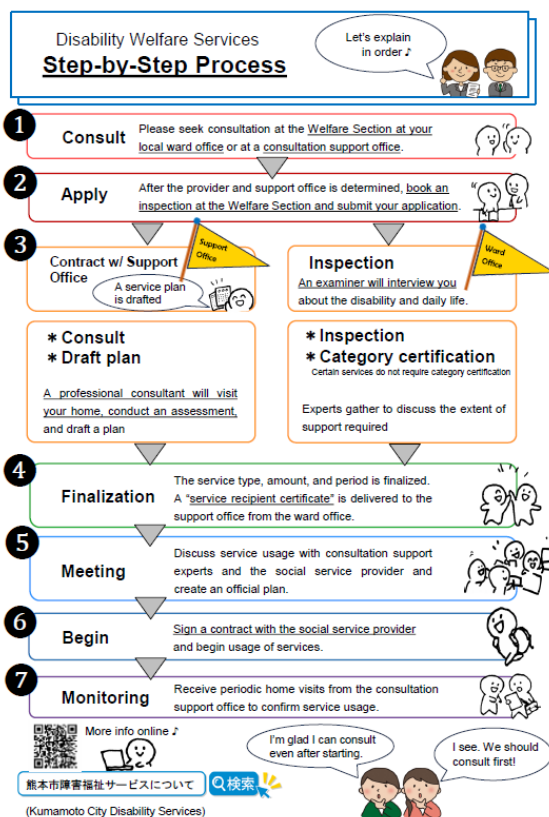 Disability Welfare Services
Step-by-Step Process
Let's explain
in order ♪
1
Consult
Please seek consultation at the Welfare Section at your
local ward office or at a consultation support office.
2
Apply
After the provider and support office is determined, book an
inspection at the Welfare Section and submit your application.
3
Contract w/ Support
Office
Support
Office
A service plan
is drafted
Inspection
Ward
Office
An examiner will interview you
about the disability and daily life.
* Consult
* Draft plan
A professional consultant will visit
your home, conduct an assessment,
and draft a plan
* Inspection
* Category certification
Certain services do not require category certification
Experts gather to discuss the extent of
support required
4
Finalization
The service type, amount, and period is finalized.
A "service recipient certificate" is delivered to the
support office from the ward office.
5
Meeting
Discuss service usage with consultation support
experts and the social service provider and
create an official plan.
6
Begin
Sign a contract with the social service provider
and begin usage of services.
7
Monitoring
Receive periodic home visits from the consultation
support office to confirm service usage.
More info online ♪
熊本市障害福祉サービスについて
検索
(Kumamoto City Disability Services)
I'm glad I can consult
even after starting.
I see. We should
consult first!